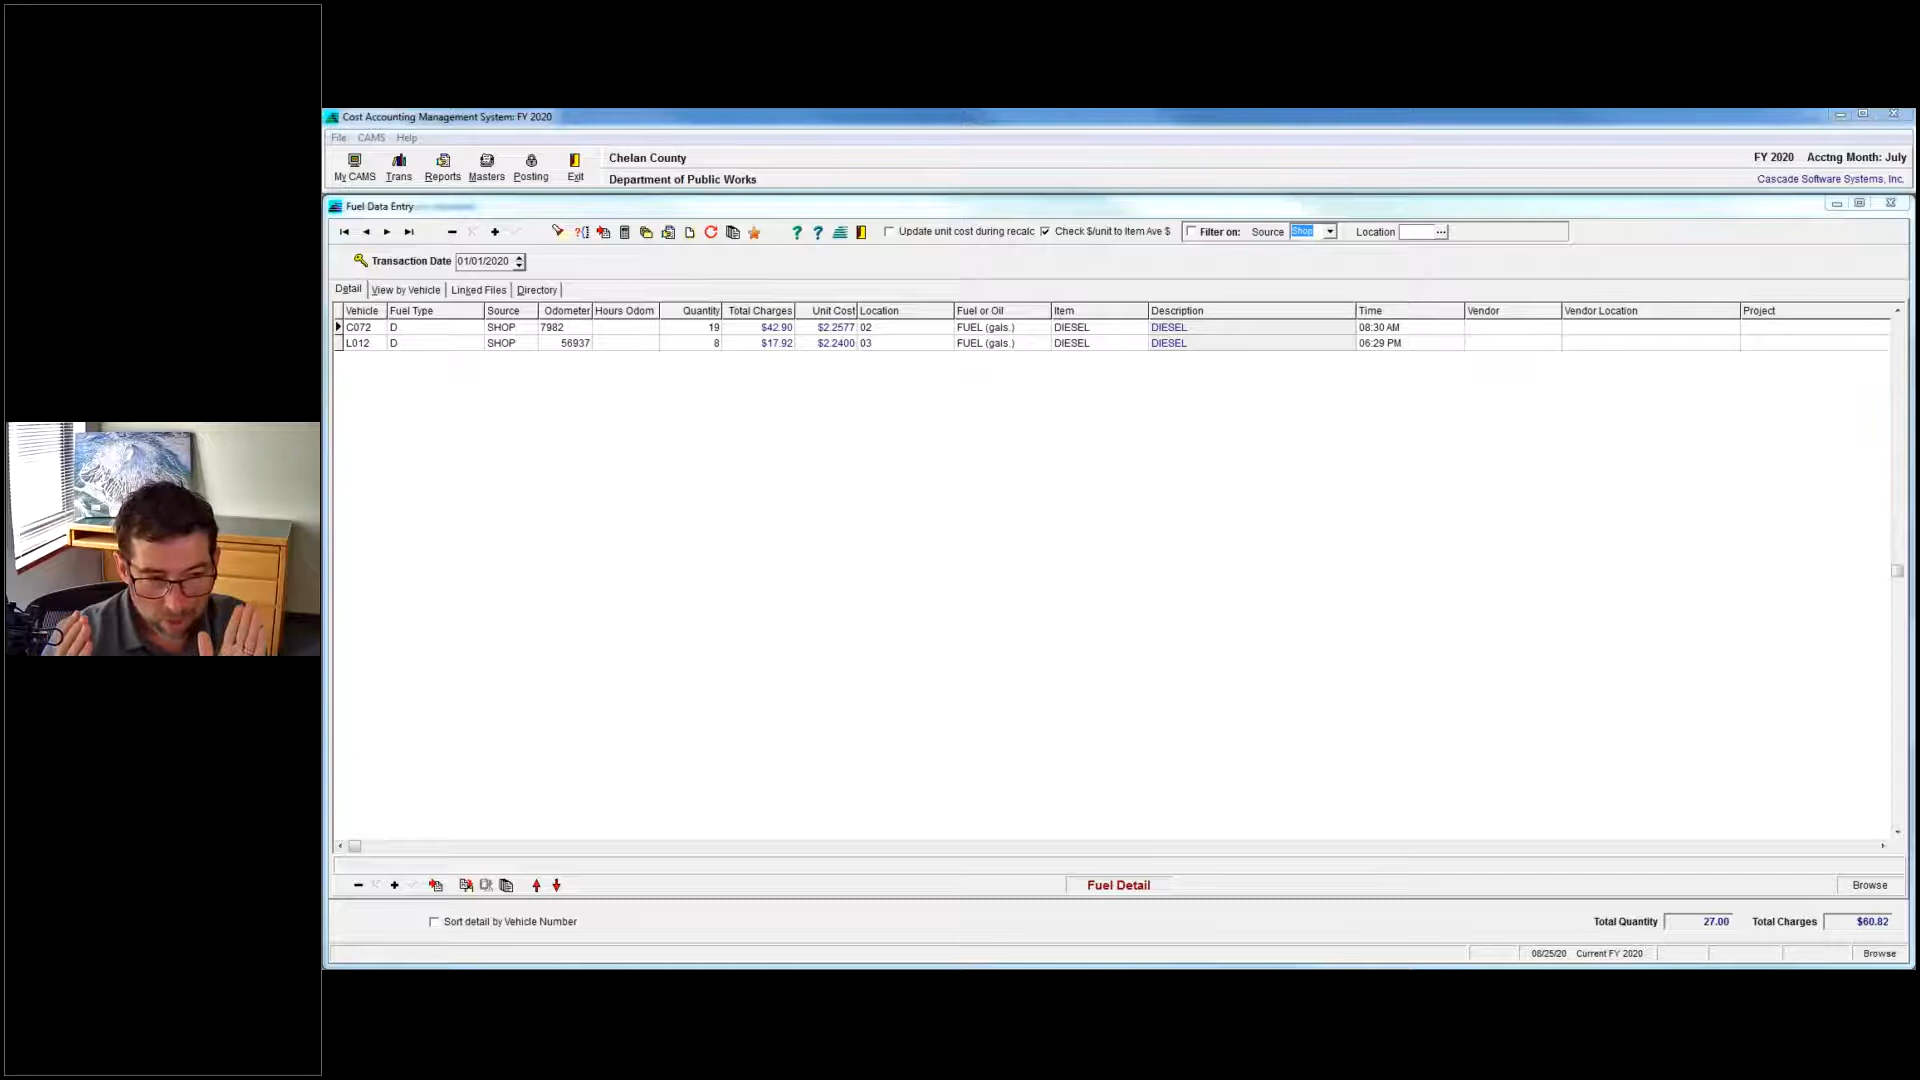 Cost Accounting Management System: FY 2020
File CAMS Help
My CAMS Trans Reports Masters Posting Exit
Chelan County
Department of Public Works
FY 2020 Acctng Month: July
Cascade Software Systems, Inc.
Fuel Data Entry
Update unit cost during recalc Check $/unit to Item Ave $ Filter on: Source Shop Location ...
Transaction Date 01/01/2020
Detail View by Vehicle Linked Files Directory
Vehicle Fuel Type Source Odometer Hours Odom Quantity Total Charges Unit Cost Location Fuel or Oil Item Description Time Vendor Vendor Location Project
C072 D SHOP 7982 19 $42.90 $2.2577 02 FUEL (gals.) DIESEL DIESEL 08:30 AM
L012 D SHOP 56937 8 $17.92 $2.2400 03 FUEL (gals.) DIESEL DIESEL 06:29 PM
Fuel Detail Browse
Sort detail by Vehicle Number Total Quantity 27.00 Total Charges $60.82
08/25/20 Current FY 2020 Browse